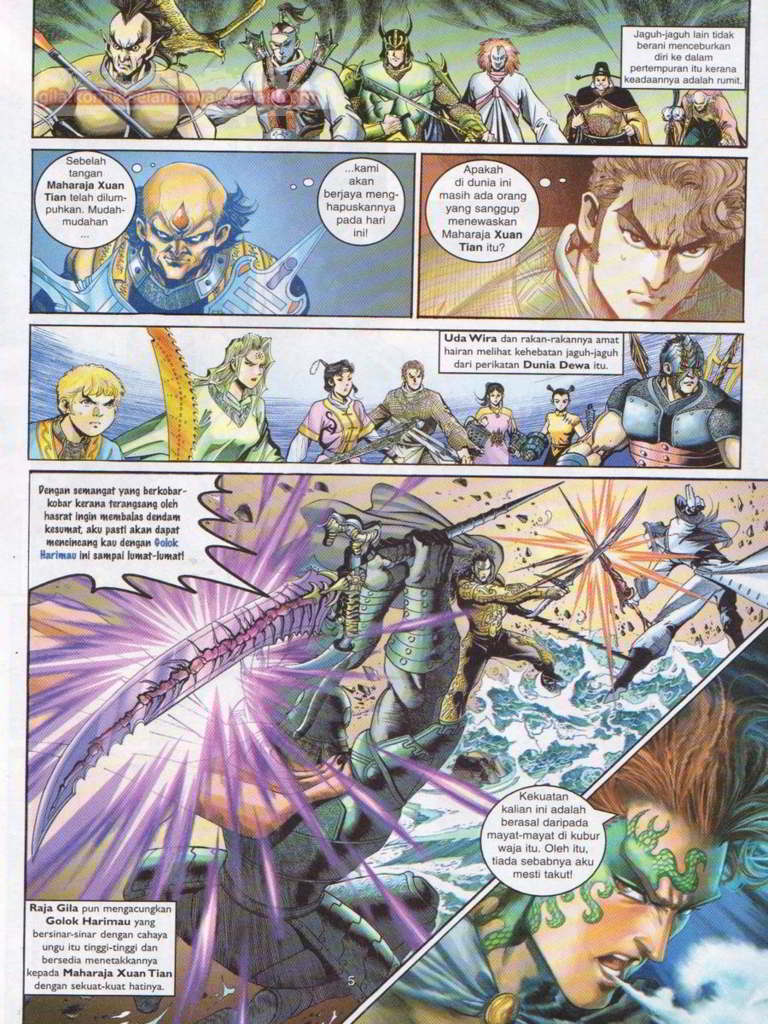 Jaguh-jaguh lain tidak
berani menceburkan
diri ke dalam
pertempuran itu kerana
keadaannya adalah rumit.
Sebelah
tangan
Maharaja Xuan
Tian telah dilum-
puhkan. Mudah-
mudahan
...
...kami
akan
berjaya meng-
hapuskannya
pada hari
ini!
Apakah
di dunia ini
masih ada orang
yang sanggup
menewaskan
Maharaja Xuan
Tian itu?
Uda Wira dan rakan-rakannya amat
hairan melihat kehebatan jaguh-jaguh
dari perikatan Dunia Dewa itu.
Dengan semangat yang berkobar-
kobar kerana terangsang oleh
hasrat ingin membalas dendam
kesumat, aku pasti akan dapat
mencincang kau dengan Golok
Harimau ini sampai lumat-lumat!
Kekuatan
kalian ini adalah
berasal daripada
mayat-mayat di kubur
waja itu. Oleh itu,
tiada sebabnya aku
mesti takut!
Raja Gila pun mengacungkan
Golok Harimau yang
bersinar-sinar dengan cahaya
ungu itu tinggi-tinggi dan
bersedia menetakkannya
kepada Maharaja Xuan Tian
dengan sekuat-kuat hatinya.
5